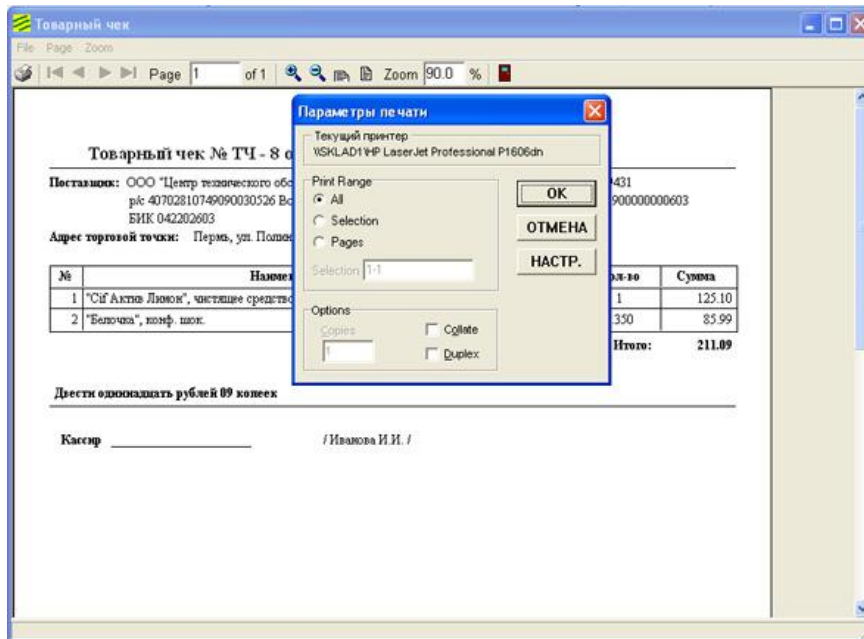 Товарный чек
File Page Zoom
Page 1 of 1 Zoom 90.0 %
Параметры печати
Текущий принтер
\\SKLAD1\HP LaserJet Professional P1606dn
Print Range
All
Selection
Pages
Selection 1-1
OK
ОТМЕНА
НАСТР.
Options
Copies
1
Collate
Duplex
Товарный чек № ТЧ - 8 о
Поставщик: ООО "Центр технического обс 9431
р/с 40702810749090030526 Во 900000000603
БИК 042202603
Адрес торговой точки: Пермь, ул. Полин
№ Наимен ол-во Сумма
1 "Cif Актив Лимон", чистящее средство 1 125.10
2 "Белочка", конф. шок. 350 85.99
Итого: 211.09
Двести одиннадцать рублей 09 копеек
Кассир / Иванова И.И. /